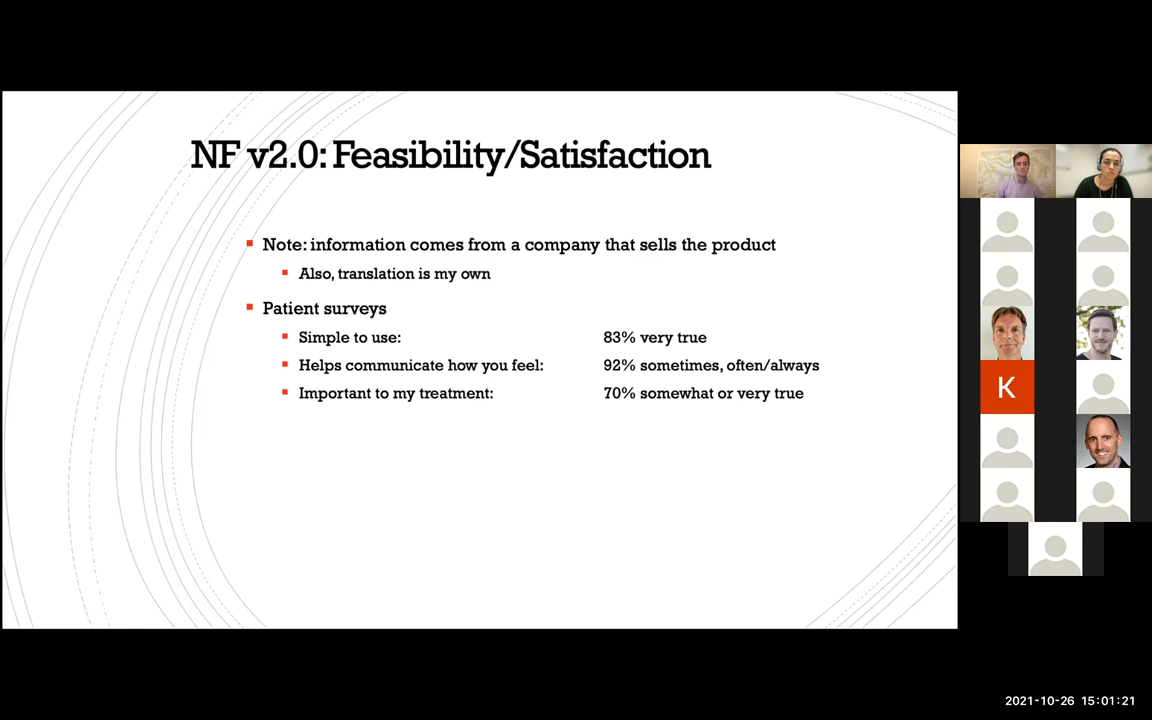 NF v2.0: Feasibility/Satisfaction
Note: information comes from a company that sells the product
Also, translation is my own
Patient surveys
Simple to use: 83% very true
Helps communicate how you feel: 92% sometimes, often/always
Important to my treatment: 70% somewhat or very true
K
2021-10-26 15:01:21